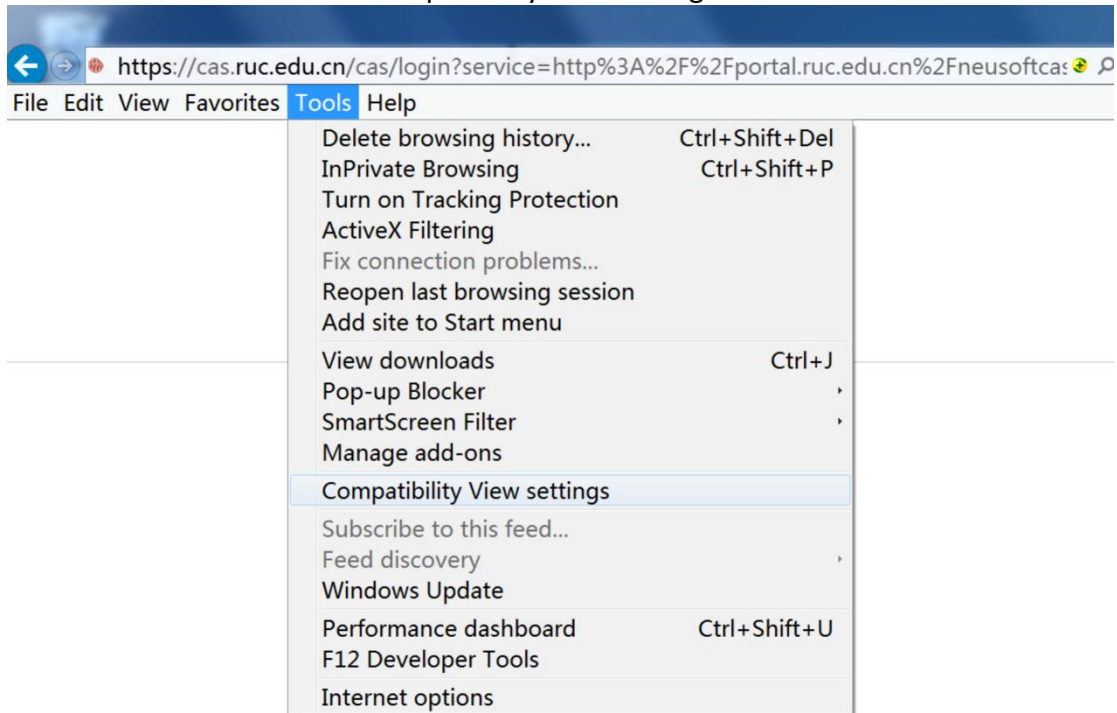 https://cas.ruc.edu.cn/cas/login?service=http%3A%2F%2Fportal.ruc.edu.cn%2Fneusoftcas
File Edit View Favorites Tools Help
Delete browsing history... Ctrl+Shift+Del
InPrivate Browsing Ctrl+Shift+P
Turn on Tracking Protection
ActiveX Filtering
Fix connection problems...
Reopen last browsing session
Add site to Start menu
View downloads Ctrl+J
Pop-up Blocker
SmartScreen Filter
Manage add-ons
Compatibility View settings
Subscribe to this feed...
Feed discovery
Windows Update
Performance dashboard Ctrl+Shift+U
F12 Developer Tools
Internet options